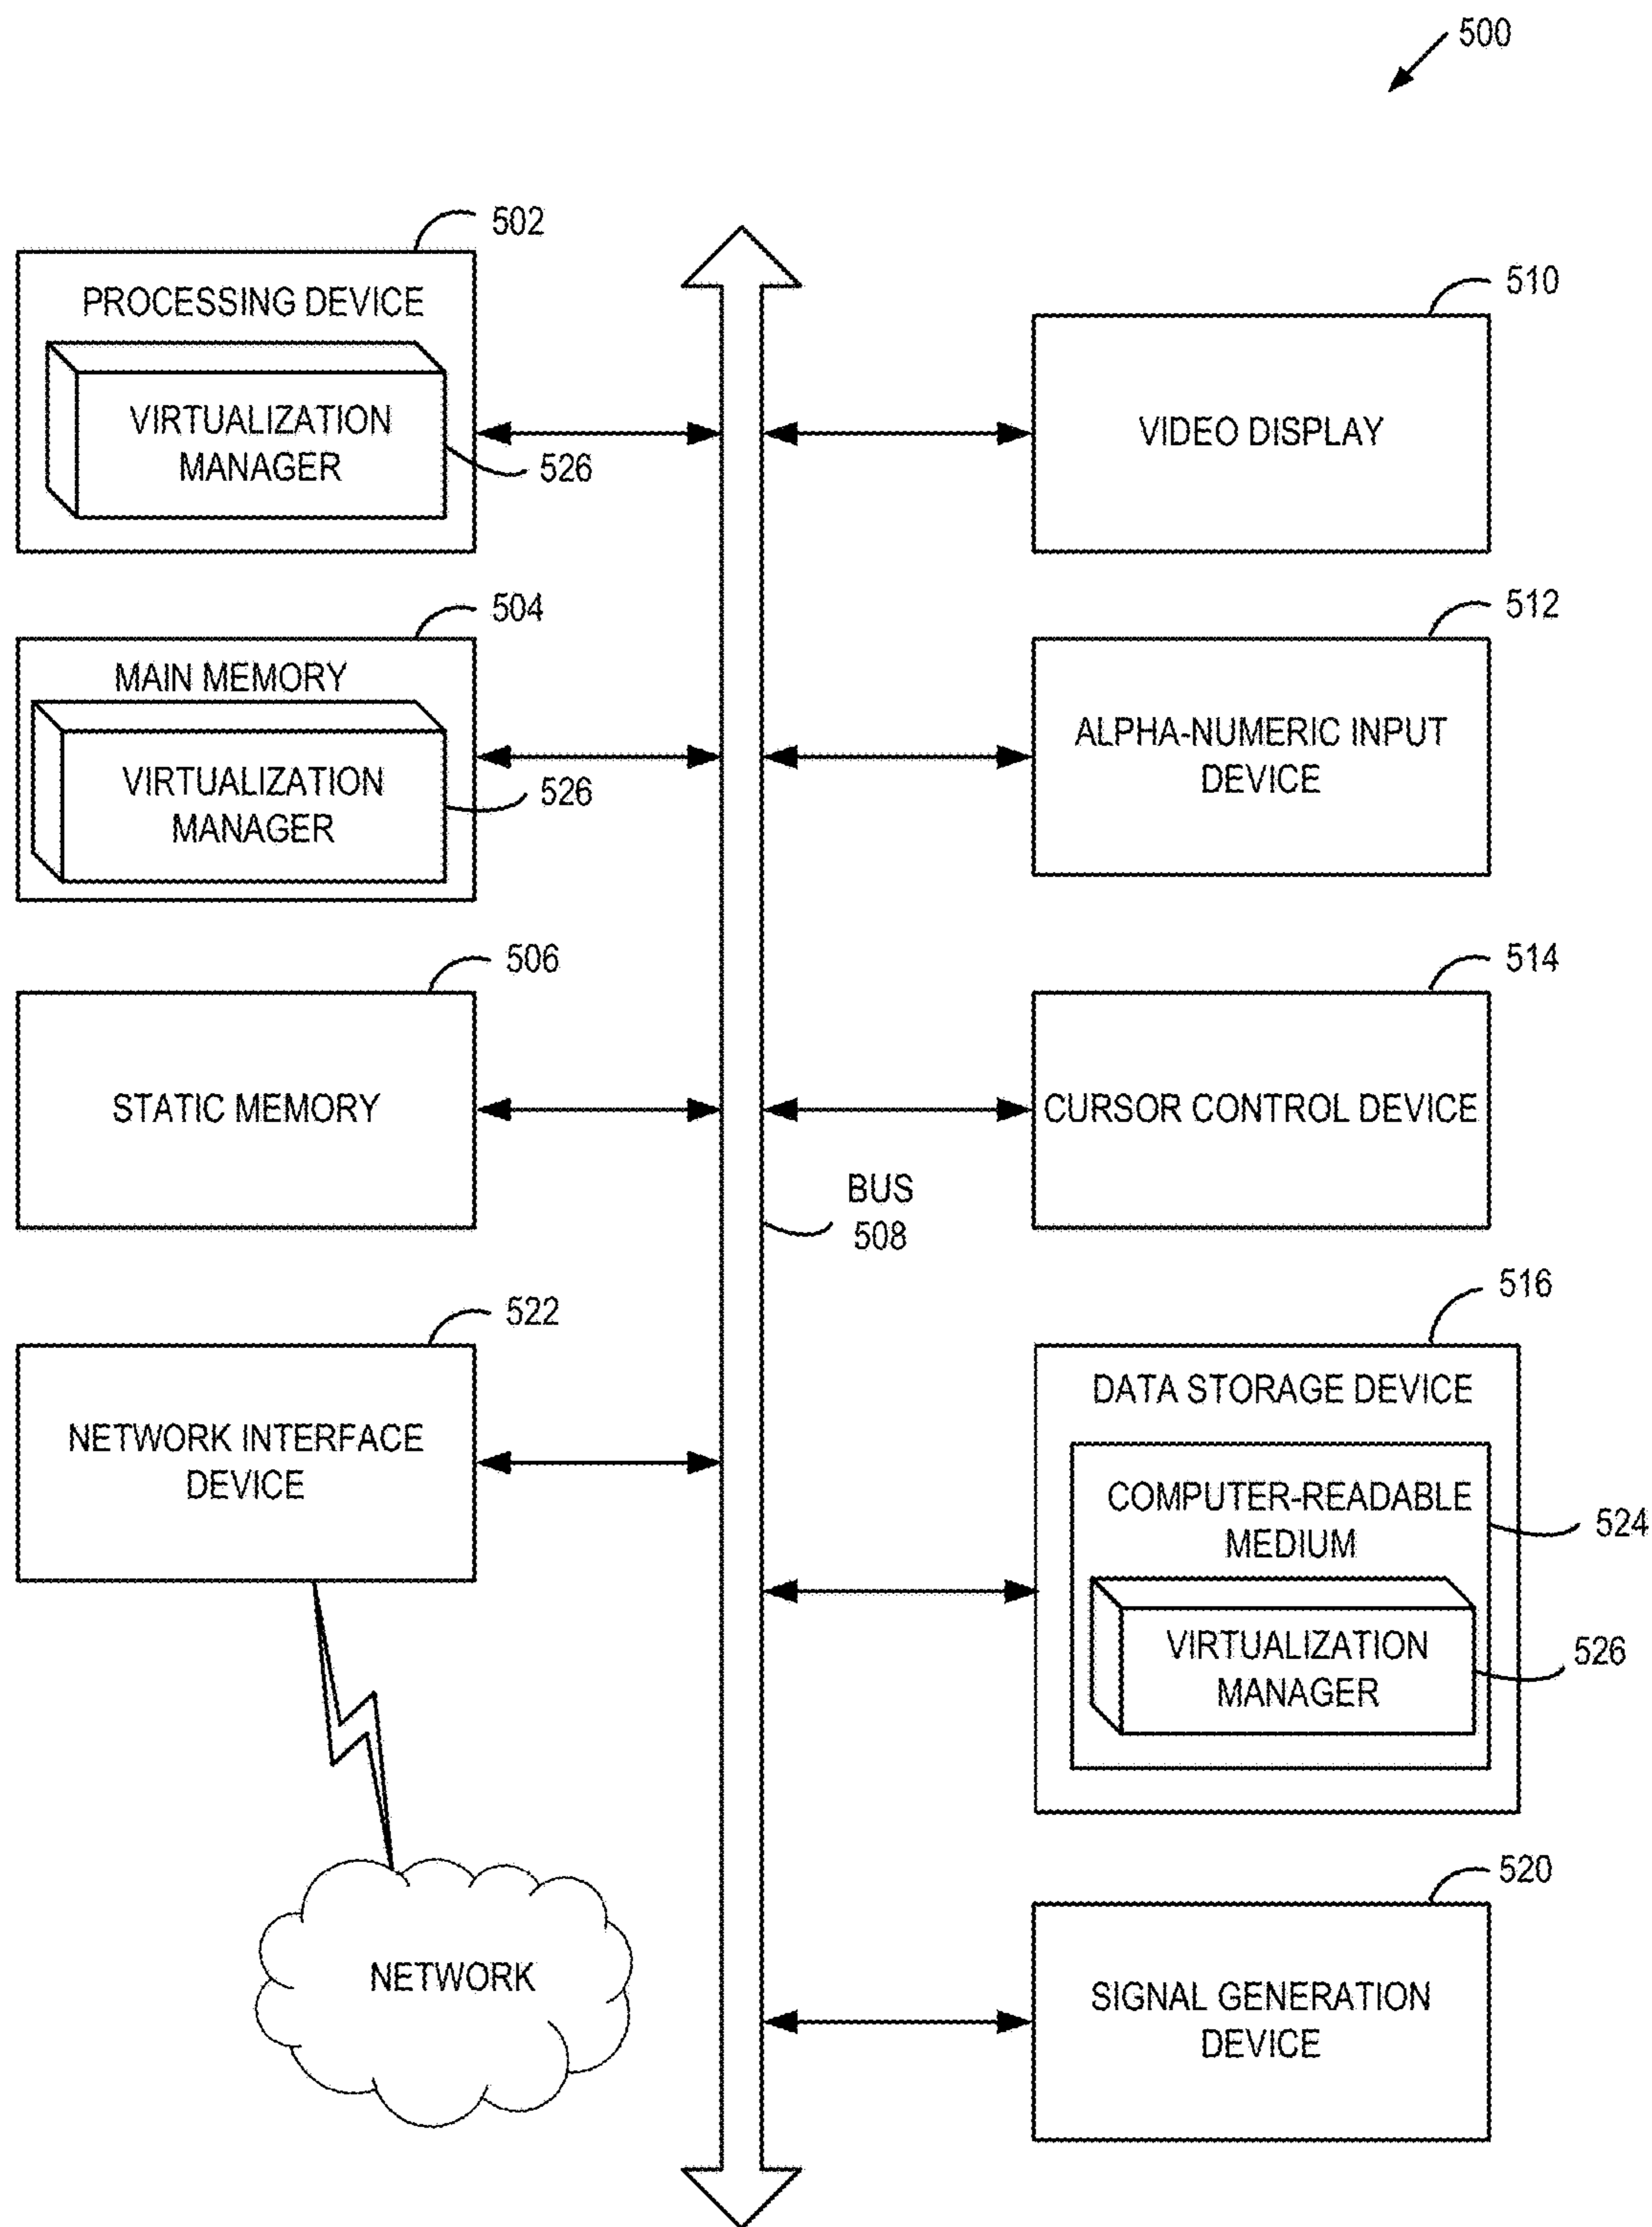 500
502
PROCESSING DEVICE
VIRTUALIZATION
MANAGER
526
504
MAIN MEMORY
VIRTUALIZATION
MANAGER
526
506
STATIC MEMORY
522
NETWORK INTERFACE
DEVICE
NETWORK
BUS
508
510
VIDEO DISPLAY
512
ALPHA-NUMERIC INPUT
DEVICE
514
CURSOR CONTROL DEVICE
516
DATA STORAGE DEVICE
COMPUTER-READABLE
MEDIUM
524
VIRTUALIZATION
MANAGER
526
520
SIGNAL GENERATION
DEVICE